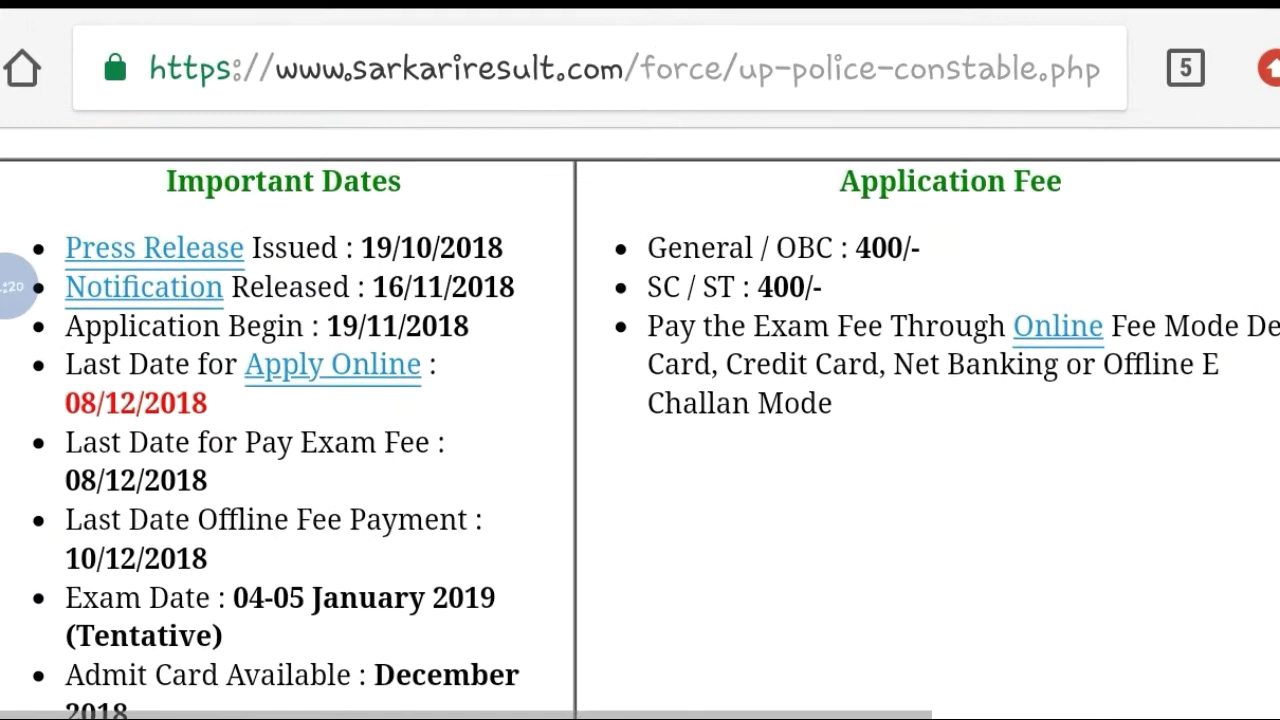 https://www.sarkariresult.com/force/up-police-constable.php
5
Important Dates
Press Release Issued : 19/10/2018
Notification Released : 16/11/2018
Application Begin : 19/11/2018
Last Date for Apply Online :
08/12/2018
Last Date for Pay Exam Fee :
08/12/2018
Last Date Offline Fee Payment :
10/12/2018
Exam Date : 04-05 January 2019
(Tentative)
Admit Card Available : December
2018
Application Fee
General / OBC : 400/-
SC / ST : 400/-
Pay the Exam Fee Through Online Fee Mode De
Card, Credit Card, Net Banking or Offline E
Challan Mode